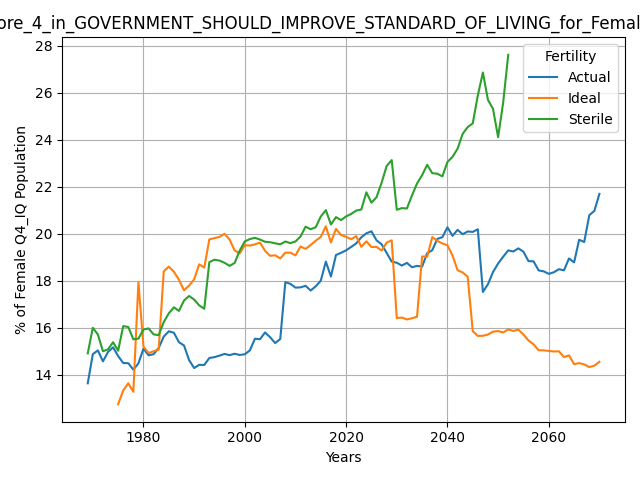 ore_4_in_GOVERNMENT_SHOULD_IMPROVE_STANDARD_OF_LIVING_for_Femal
Fertility
Actual
Ideal
Sterile
% of Female Q4_IQ Population
28
26
24
22
20
18
16
14
1980
2000
2020
2040
2060
Years